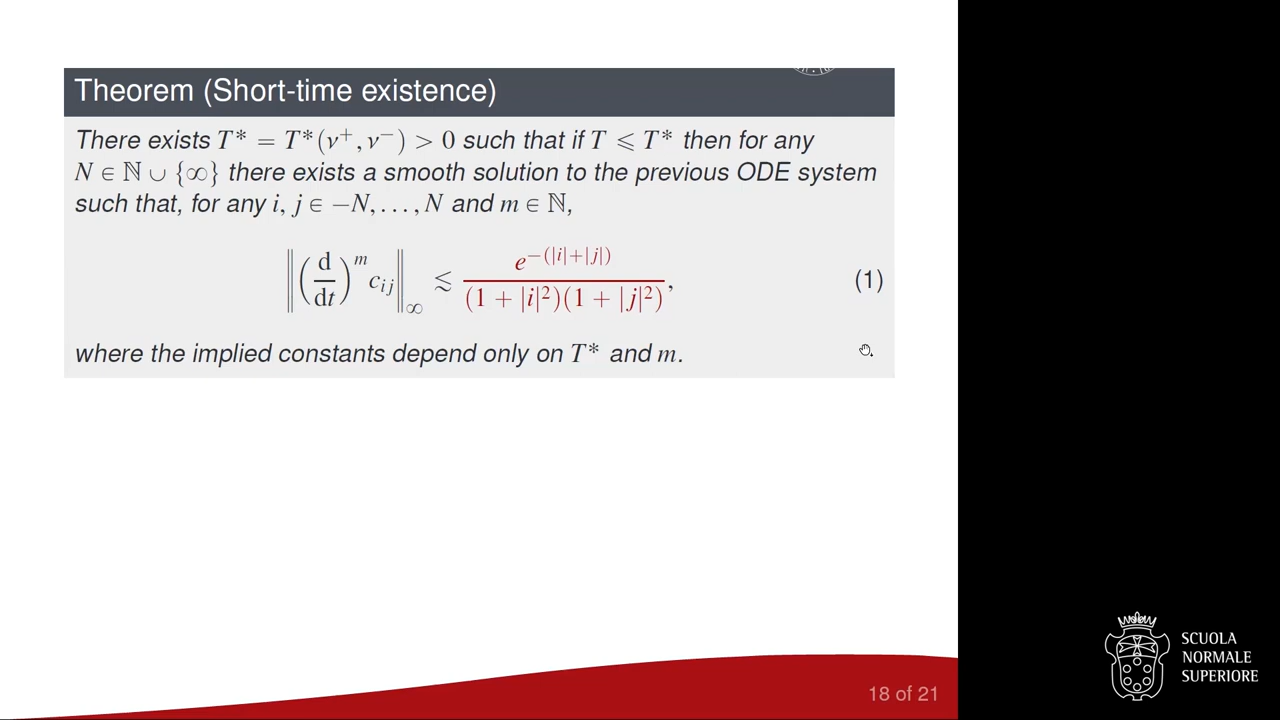 Theorem (Short-time existence)
There exists T* = T*(ν⁺, ν⁻) > 0 such that if T ⩽ T* then for any
N ∈ ℕ ∪ {∞} there exists a smooth solution to the previous ODE system
such that, for any i, j ∈ −N, . . . , N and m ∈ ℕ,
‖(d/dt)^m c_{ij}‖_∞ ≲ e^{−(|i|+|j|)} / (1 + |i|²)(1 + |j|²), (1)
where the implied constants depend only on T* and m.
18 of 21
SCUOLA
NORMALE
SUPERIORE